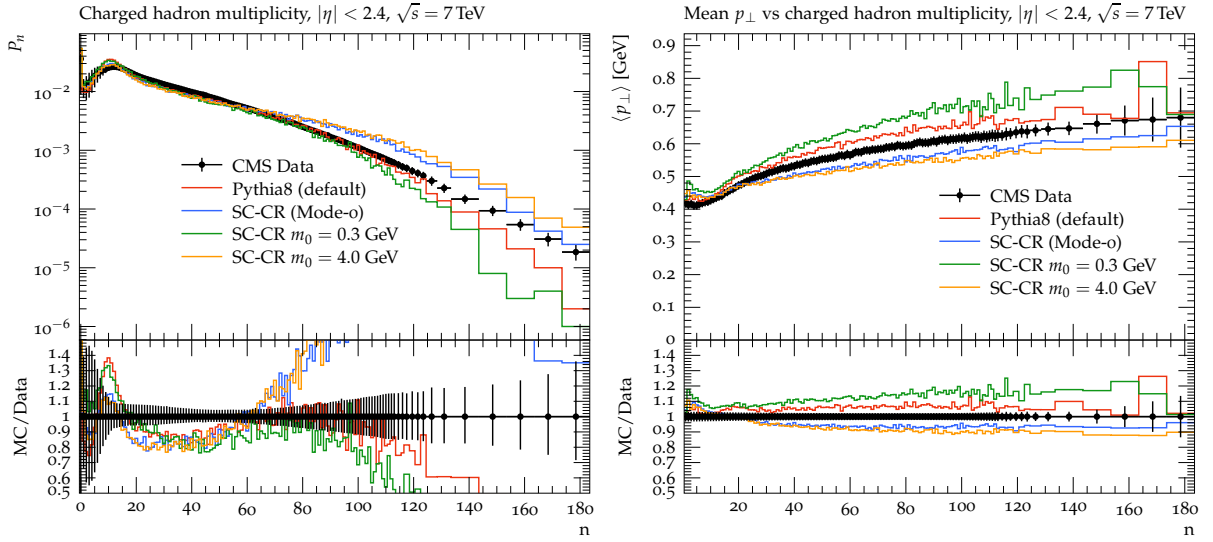 Charged hadron multiplicity, |η| < 2.4, √s = 7 TeV
P_n
10^−2
10^−3
10^−4
10^−5
10^−6
CMS Data
Pythia8 (default)
SC-CR (Mode-0)
SC-CR m_0 = 0.3 GeV
SC-CR m_0 = 4.0 GeV
MC/Data
1.4
1.3
1.2
1.1
1
0.9
0.8
0.7
0.6
0.5
0 20 40 60 80 100 120 140 160 180
n
Mean p_⊥ vs charged hadron multiplicity, |η| < 2.4, √s = 7 TeV
⟨p_⊥⟩ [GeV]
0.9
0.8
0.7
0.6
0.5
0.4
0.3
0.2
0.1
0
CMS Data
Pythia8 (default)
SC-CR (Mode-0)
SC-CR m_0 = 0.3 GeV
SC-CR m_0 = 4.0 GeV
MC/Data
1.4
1.3
1.2
1.1
1
0.9
0.8
0.7
0.6
0.5
20 40 60 80 100 120 140 160 180
n